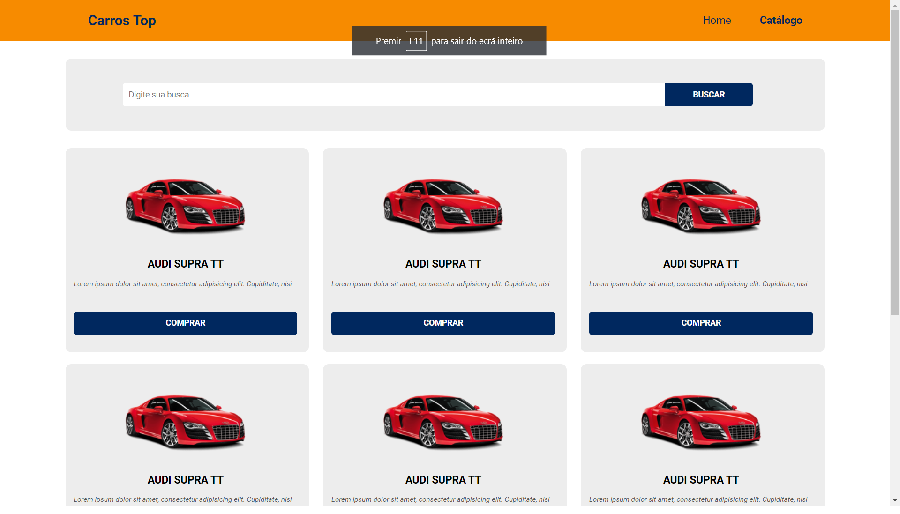 Carros Top
Home Catálogo
Premir F11 para sair do ecrã inteiro
Digite sua busca
BUSCAR
AUDI SUPRA TT AUDI SUPRA TT AUDI SUPRA TT
Lorem ipsum dolor sit amet, consectetur adipisicing elit. Cupiditate, nisi Lorem ipsum dolor sit amet, consectetur adipisicing elit. Cupiditate, nisi Lorem ipsum dolor sit amet, consectetur adipisicing elit. Cupiditate, nisi
COMPRAR COMPRAR COMPRAR
AUDI SUPRA TT AUDI SUPRA TT AUDI SUPRA TT
Lorem ipsum dolor sit amet, consectetur adipisicing elit. Cupiditate, nisi Lorem ipsum dolor sit amet, consectetur adipisicing elit. Cupiditate, nisi Lorem ipsum dolor sit amet, consectetur adipisicing elit. Cupiditate, nisi